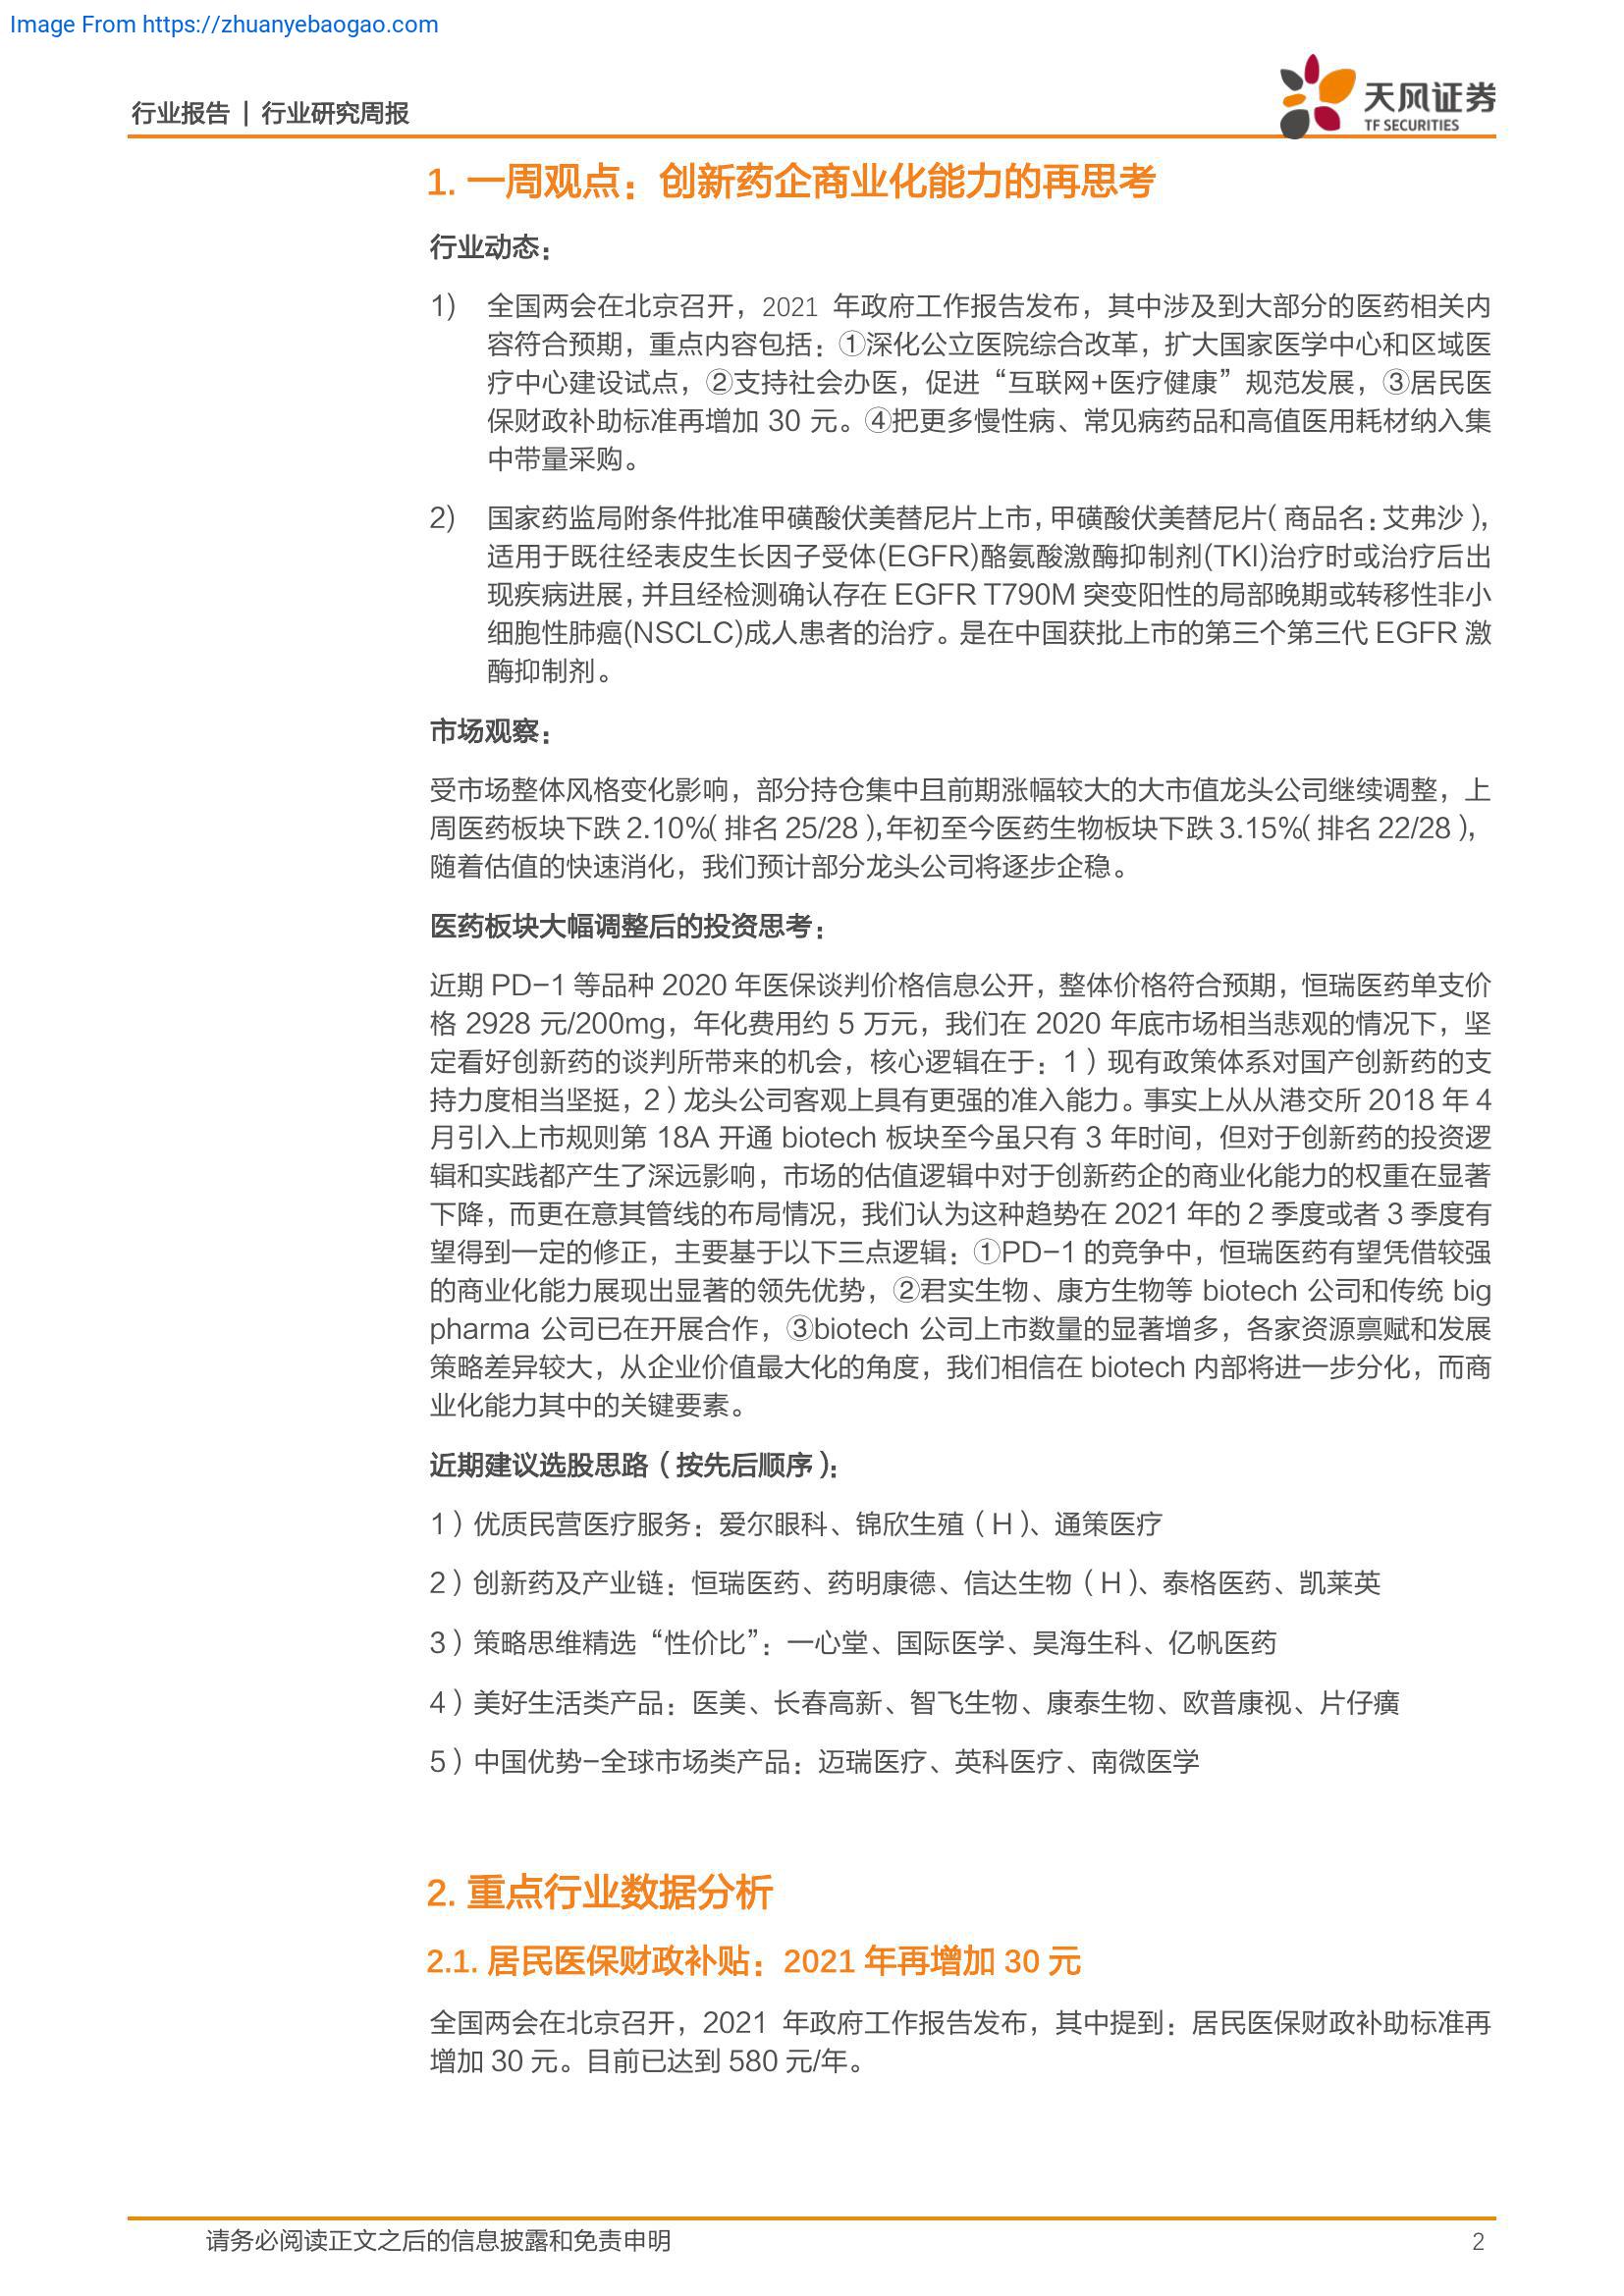 Image From https://zhuanyebaogao.com
行业报告 | 行业研究周报
天风证券
TF SECURITIES
1. 一周观点：创新药企商业化能力的再思考
行业动态：
1) 全国两会在北京召开，2021 年政府工作报告发布，其中涉及到大部分的医药相关内
容符合预期，重点内容包括：①深化公立医院综合改革，扩大国家医学中心和区域医
疗中心建设试点，②支持社会办医，促进“互联网+医疗健康”规范发展，③居民医
保财政补助标准再增加 30 元。④把更多慢性病、常见病药品和高值医用耗材纳入集
中带量采购。
2) 国家药监局附条件批准甲磺酸伏美替尼片上市，甲磺酸伏美替尼片（商品名：艾弗沙），
适用于既往经表皮生长因子受体(EGFR)酪氨酸激酶抑制剂(TKI)治疗时或治疗后出
现疾病进展，并且经检测确认存在 EGFR T790M 突变阳性的局部晚期或转移性非小
细胞性肺癌(NSCLC)成人患者的治疗。是在中国获批上市的第三个第三代 EGFR 激
酶抑制剂。
市场观察：
受市场整体风格变化影响，部分持仓集中且前期涨幅较大的大市值龙头公司继续调整，上
周医药板块下跌 2.10%（排名 25/28），年初至今医药生物板块下跌 3.15%（排名 22/28），
随着估值的快速消化，我们预计部分龙头公司将逐步企稳。
医药板块大幅调整后的投资思考：
近期 PD-1 等品种 2020 年医保谈判价格信息公开，整体价格符合预期，恒瑞医药单支价
格 2928 元/200mg，年化费用约 5 万元，我们在 2020 年底市场相当悲观的情况下，坚
定看好创新药的谈判所带来的机会，核心逻辑在于：1）现有政策体系对国产创新药的支
持力度相当坚挺，2）龙头公司客观上具有更强的准入能力。事实上从从港交所 2018 年 4
月引入上市规则第 18A 开通 biotech 板块至今虽只有 3 年时间，但对于创新药的投资逻
辑和实践都产生了深远影响，市场的估值逻辑中对于创新药企的商业化能力的权重在显著
下降，而更在意其管线的布局情况，我们认为这种趋势在 2021 年的 2 季度或者 3 季度有
望得到一定的修正，主要基于以下三点逻辑：①PD-1 的竞争中，恒瑞医药有望凭借较强
的商业化能力展现出显著的领先优势，②君实生物、康方生物等 biotech 公司和传统 big
pharma 公司已在开展合作，③biotech 公司上市数量的显著增多，各家资源禀赋和发展
策略差异较大，从企业价值最大化的角度，我们相信在 biotech 内部将进一步分化，而商
业化能力其中的关键要素。
近期建议选股思路（按先后顺序）：
1）优质民营医疗服务：爱尔眼科、锦欣生殖（H）、通策医疗
2）创新药及产业链：恒瑞医药、药明康德、信达生物（H）、泰格医药、凯莱英
3）策略思维精选“性价比”：一心堂、国际医学、昊海生科、亿帆医药
4）美好生活类产品：医美、长春高新、智飞生物、康泰生物、欧普康视、片仔癀
5）中国优势-全球市场类产品：迈瑞医疗、英科医疗、南微医学
2. 重点行业数据分析
2.1. 居民医保财政补贴：2021 年再增加 30 元
全国两会在北京召开，2021 年政府工作报告发布，其中提到：居民医保财政补助标准再
增加 30 元。目前已达到 580 元/年。
请务必阅读正文之后的信息披露和免责申明
2